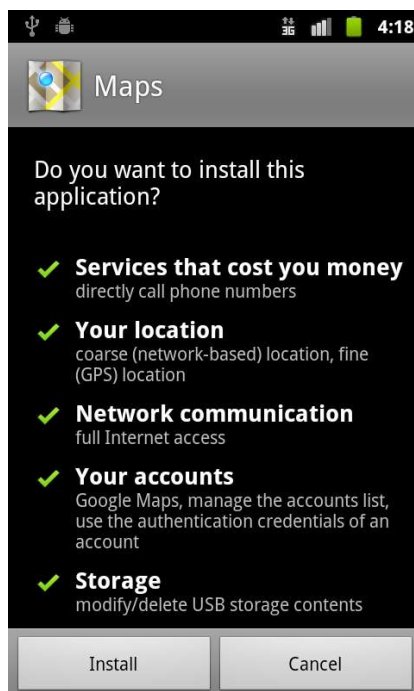 3G 4:18
Maps
Do you want to install this
application?
Services that cost you money
directly call phone numbers
Your location
coarse (network-based) location, fine
(GPS) location
Network communication
full Internet access
Your accounts
Google Maps, manage the accounts list,
use the authentication credentials of an
account
Storage
modify/delete USB storage contents
Install Cancel